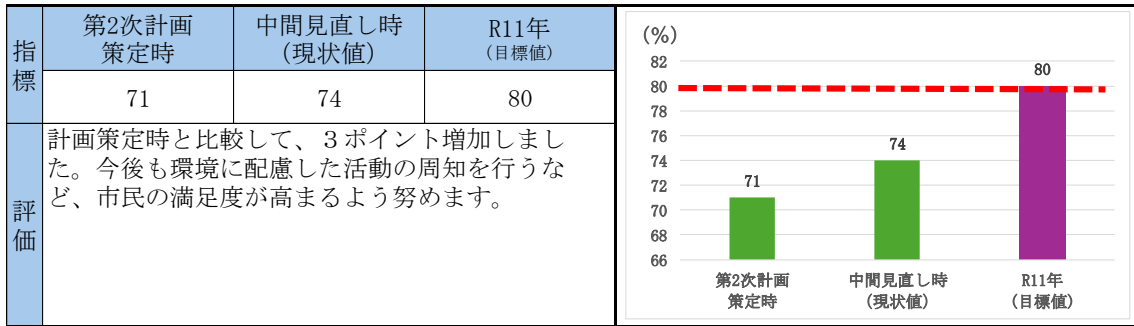 指標
第2次計画
策定時
中間見直し時
(現状値)
R11年
(目標値)
71
74
80
評価
計画策定時と比較して、３ポイント増加しまし
た。今後も環境に配慮した活動の周知を行うな
ど、市民の満足度が高まるよう努めます。
(%)
82
80
78
76
74
72
70
68
66
71
74
80
第2次計画
策定時
中間見直し時
(現状値)
R11年
(目標値)